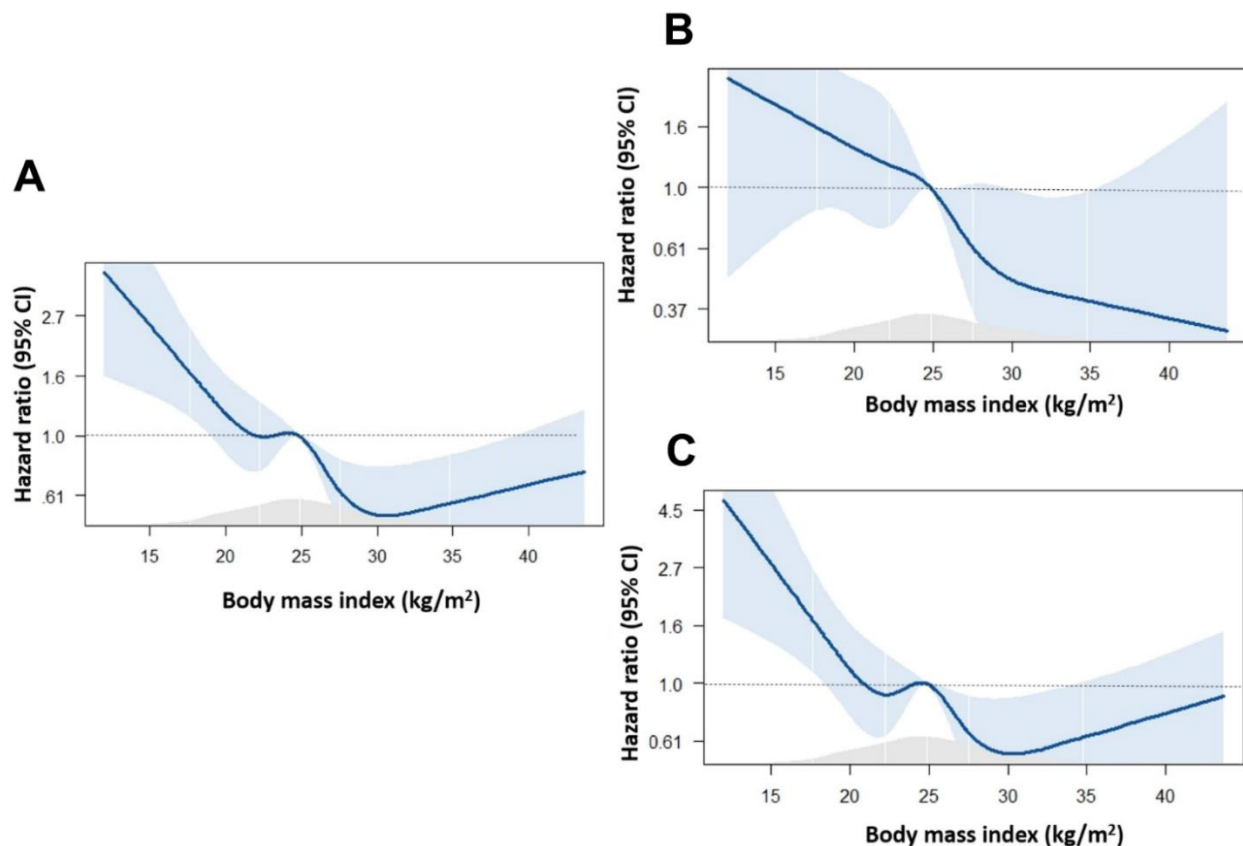 A
Hazard ratio (95% CI)
2.7
1.6
1.0
.61
15 20 25 30 35 40
Body mass index (kg/m²)
B
Hazard ratio (95% CI)
1.6
1.0
0.61
0.37
15 20 25 30 35 40
Body mass index (kg/m²)
C
Hazard ratio (95% CI)
4.5
2.7
1.6
1.0
0.61
15 20 25 30 35 40
Body mass index (kg/m²)